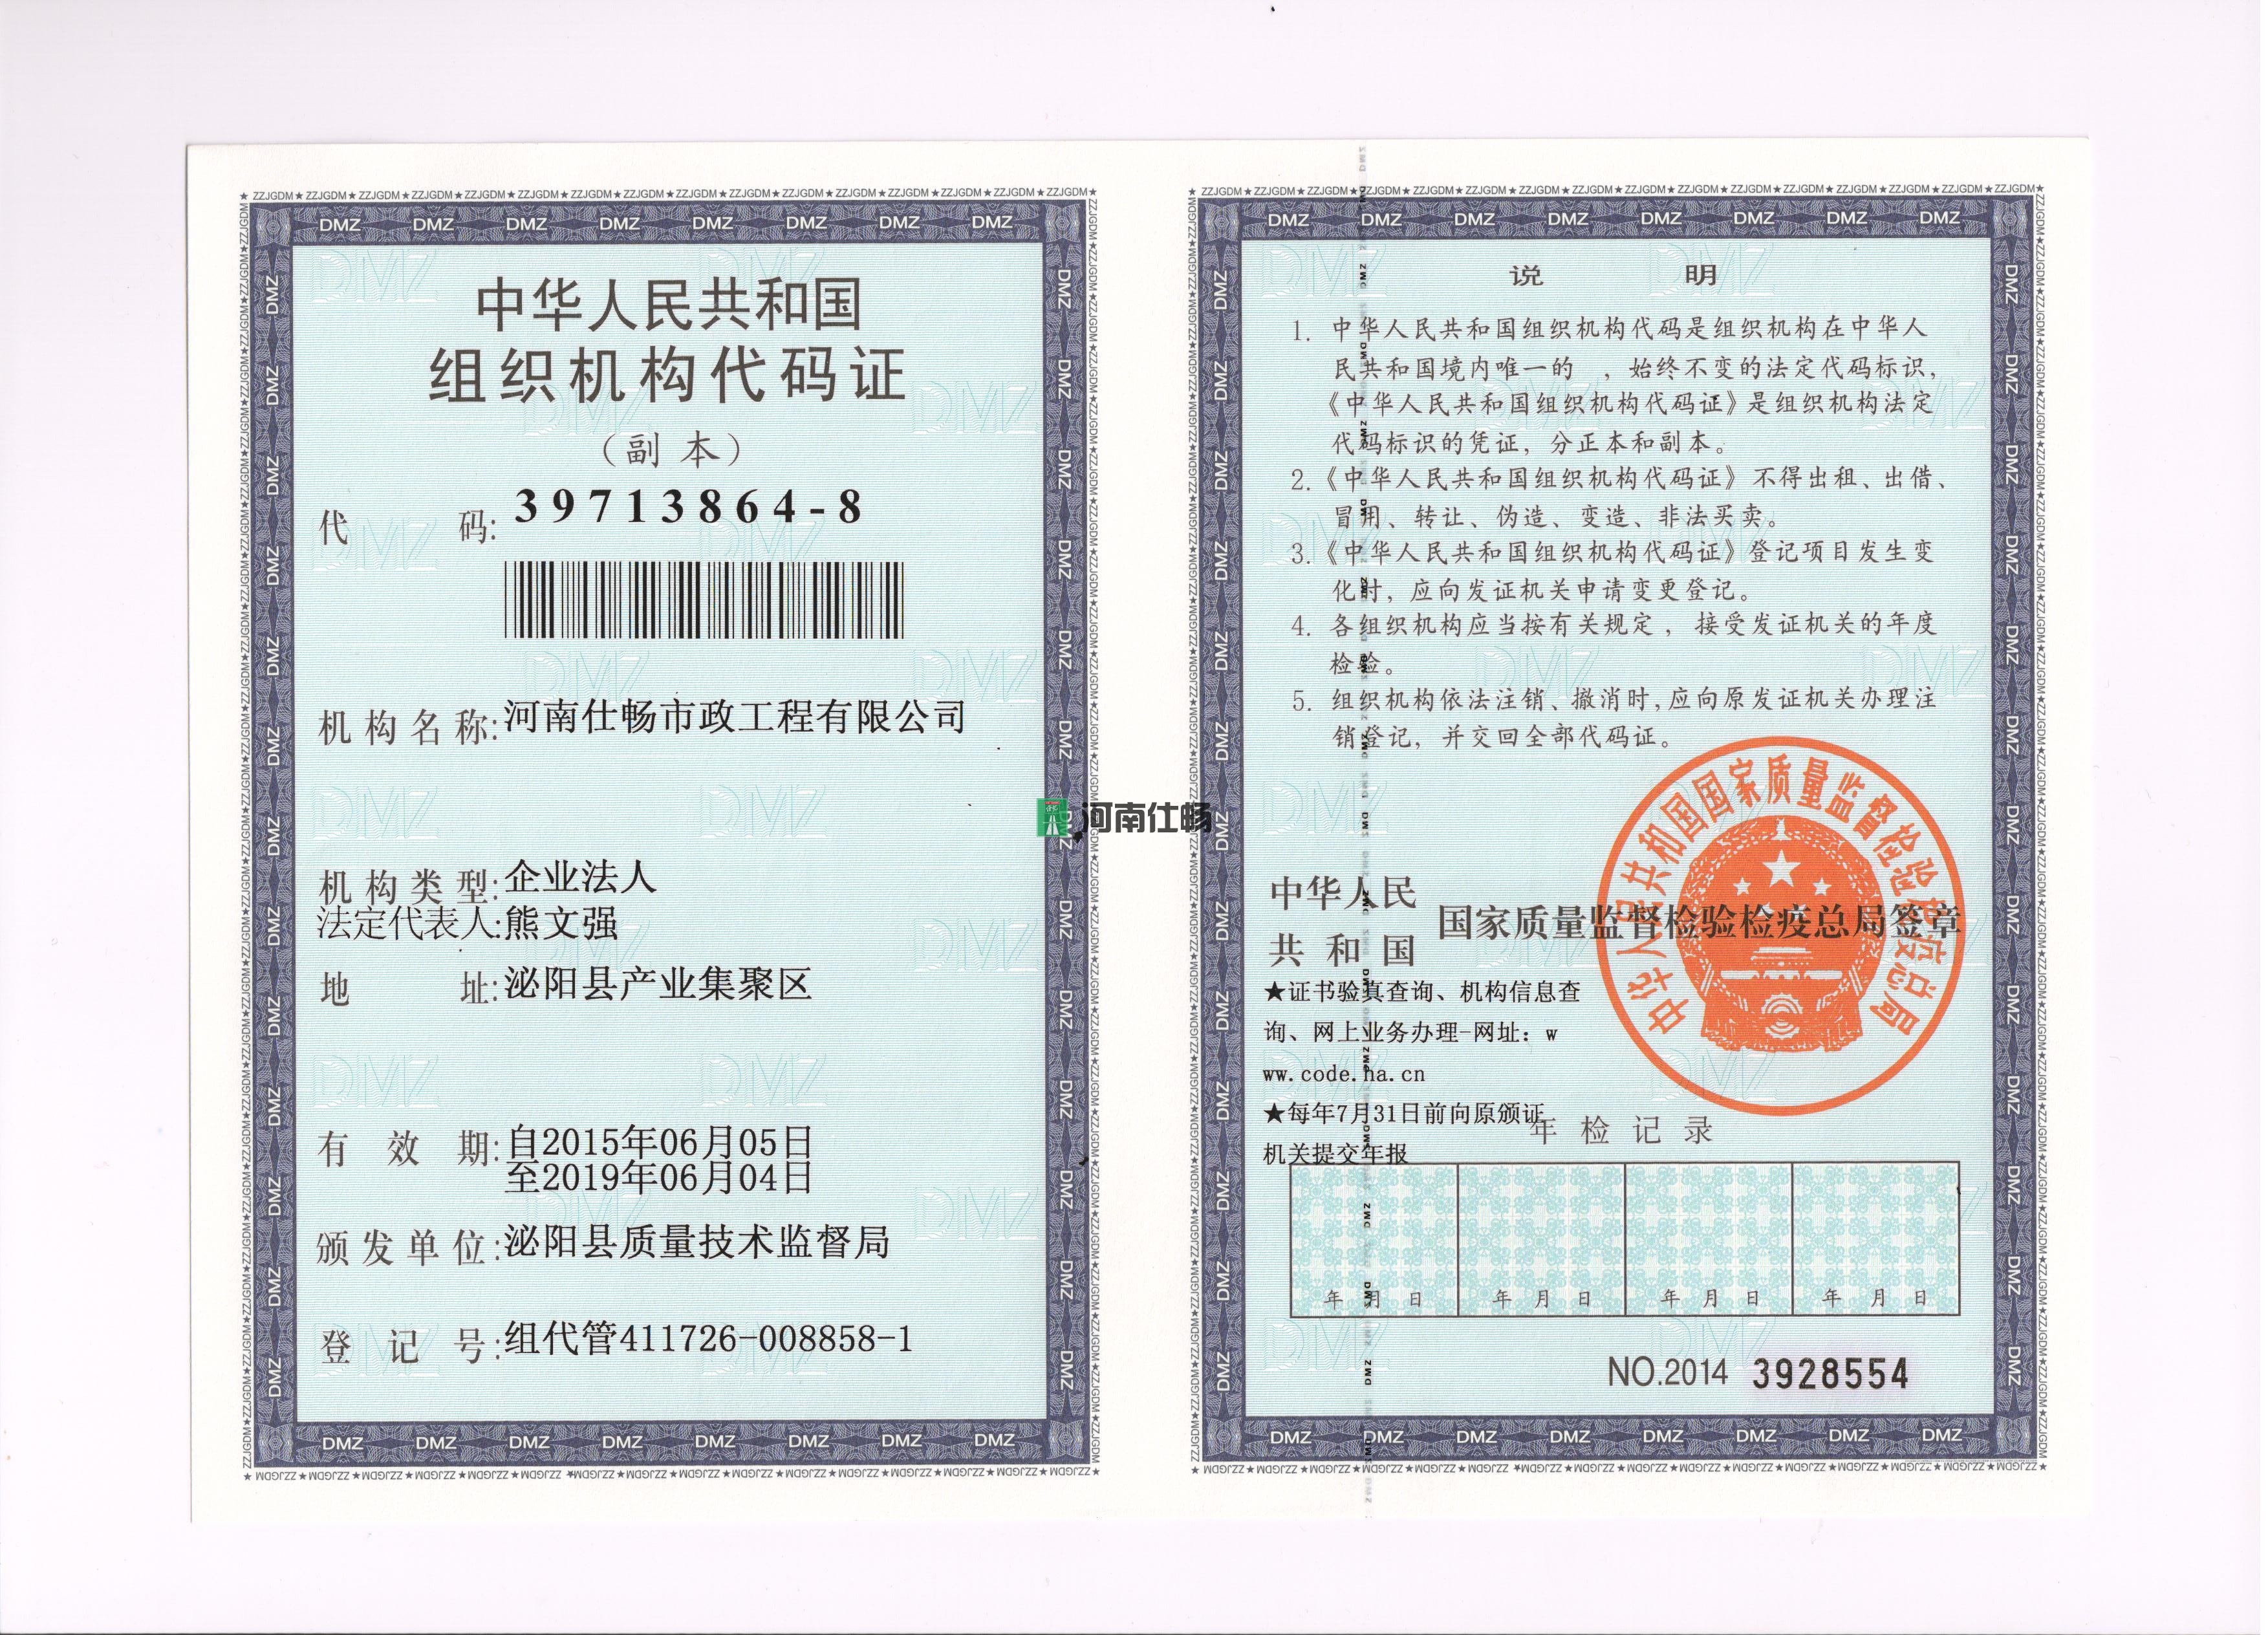 中华人民共和国
组织机构代码证
（副 本）
代 码: 39713864-8
机构名称:河南仕畅市政工程有限公司
机构类型:企业法人
法定代表人:熊文强
地 址:泌阳县产业集聚区
有 效 期:自2015年06月05日
至2019年06月04日
颁发单位:泌阳县质量技术监督局
登 记 号:组代管411726-008858-1
河南仕畅
说 明
1. 中华人民共和国组织机构代码是组织机构在中华人
民共和国境内唯一的 ，始终不变的法定代码标识，
《中华人民共和国组织机构代码证》是组织机构法定
代码标识的凭证，分正本和副本。
2.《中华人民共和国组织机构代码证》不得出租、出借、
冒用、转让、伪造、变造、非法买卖。
3.《中华人民共和国组织机构代码证》登记项目发生变
化时，应向发证机关申请变更登记。
4. 各组织机构应当按有关规定，接受发证机关的年度
检验。
5. 组织机构依法注销、撤消时,应向原发证机关办理注
销登记，并交回全部代码证。
中华人民共和国国家质量监督检验检疫总局
中华人民
共和国
国家质量监督检验检疫总局签章
★证书验真查询、机构信息查
询、网上业务办理-网址：w
ww.code.ha.cn
★每年7月31日前向原颁证
机关提交年报
年检记录
年 月 日 年 月 日 年 月 日 年 月 日
NO.2014 3928554